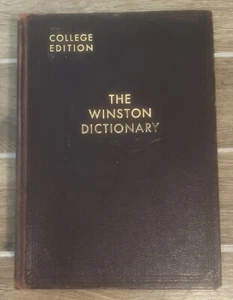 COLLEGE
EDITION
THE
WINSTON
DICTIONARY